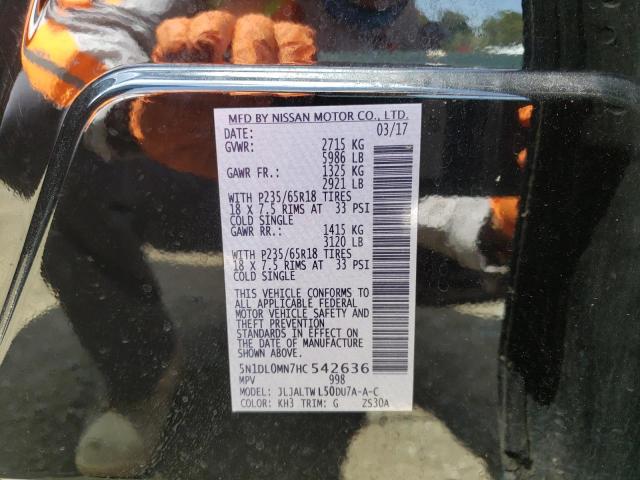 MFD BY NISSAN MOTOR CO., LTD.
DATE: 03/17
GVWR: 2715 KG
5986 LB
GAWR FR.: 1325 KG
2921 LB
WITH P235/65R18 TIRES
18 X 7.5 RIMS AT 33 PSI
COLD SINGLE
GAWR RR.: 1415 KG
3120 LB
WITH P235/65R18 TIRES
18 X 7.5 RIMS AT 33 PSI
COLD SINGLE
THIS VEHICLE CONFORMS TO
ALL APPLICABLE FEDERAL
MOTOR VEHICLE SAFETY AND
THEFT PREVENTION
STANDARDS IN EFFECT ON
THE DATE OF MANUFACTURE
SHOWN ABOVE.
5N1DL0MN7HC542636
MPV 998
MODEL: JLJALTWL50DU7A-A-C
COLOR: KH3 TRIM: G ZS30A